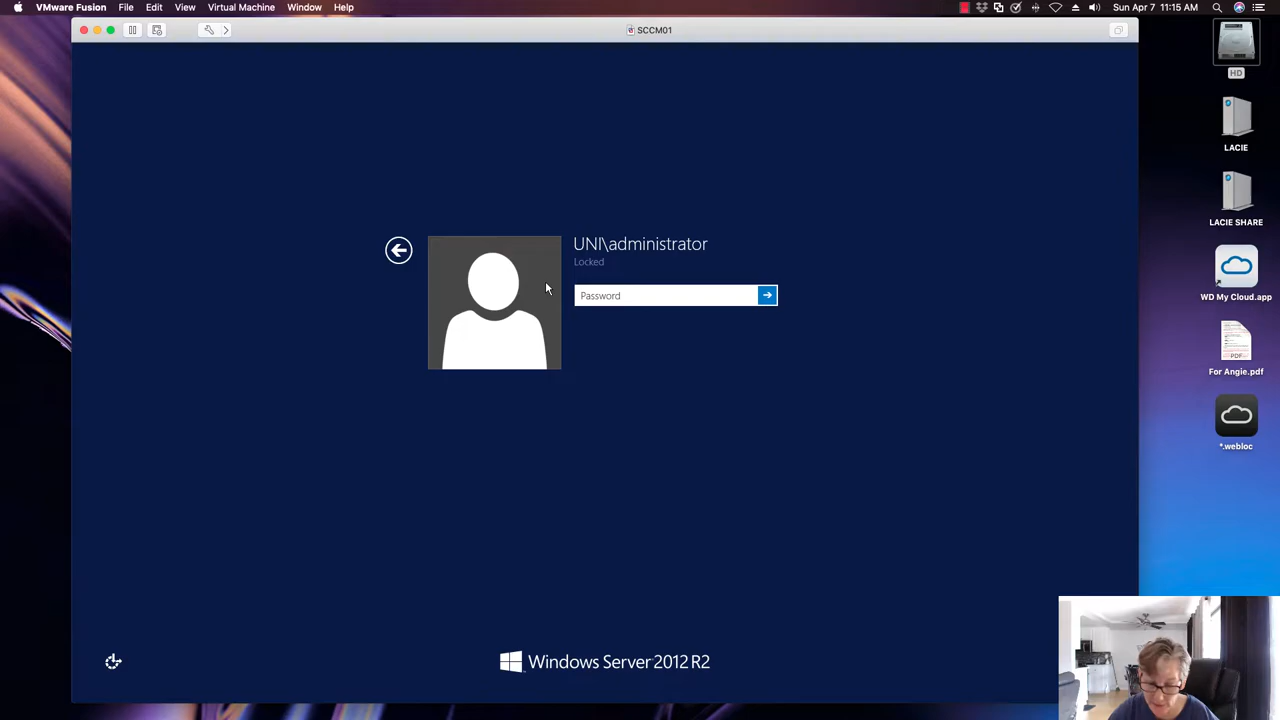 VMware Fusion File Edit View Virtual Machine Window Help
Sun Apr 7 11:15 AM
SCCM01
HD
LACIE
LACIE SHARE
WD My Cloud.app
PDF
For Angie.pdf
*.webloc
UNI\administrator
Locked
Password
Windows Server 2012 R2